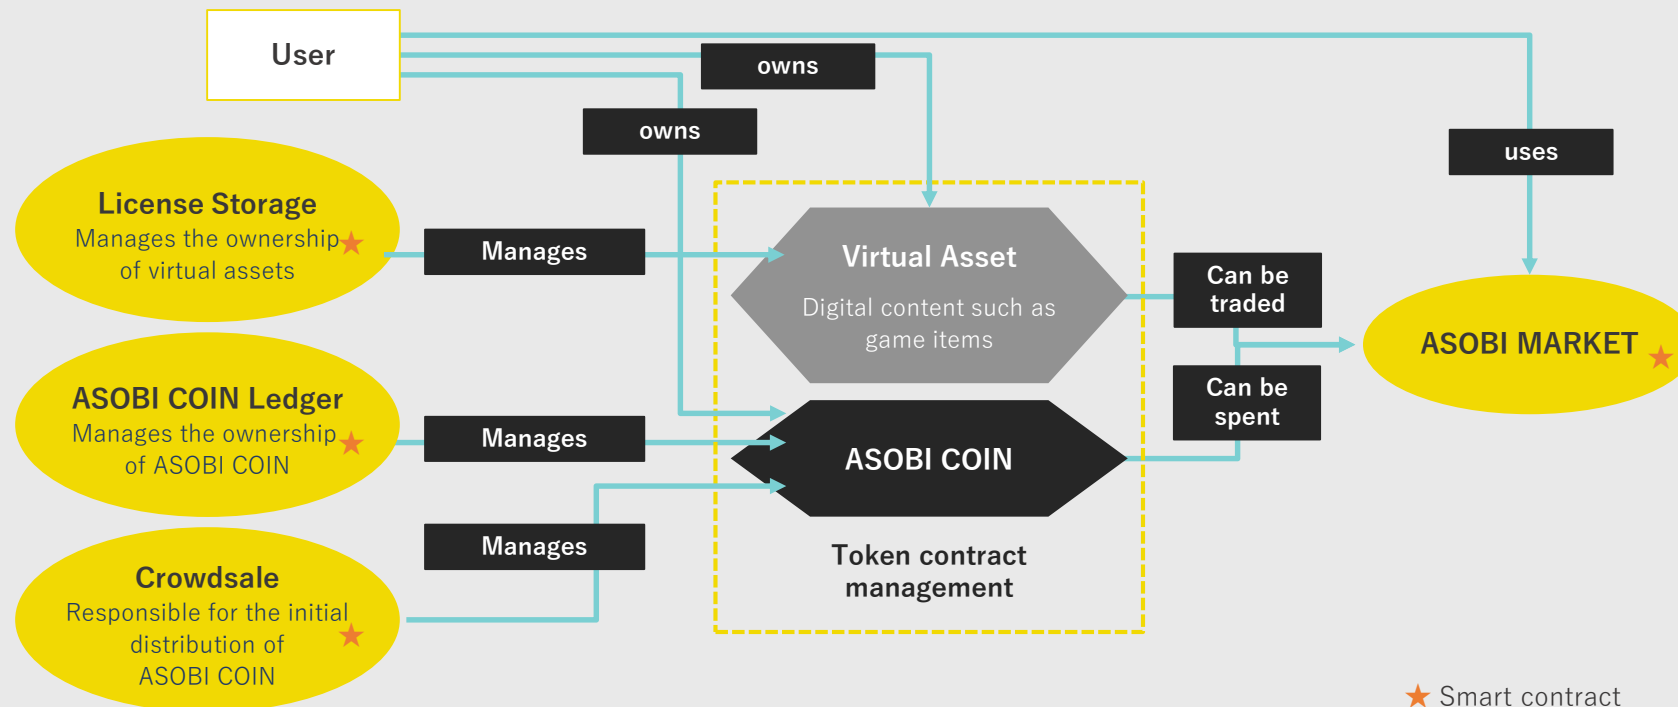 User
owns
owns
uses
License Storage
Manages the ownership
of virtual assets
Manages
Virtual Asset
Digital content such as
game items
Can be
traded
ASOBI MARKET
Can be
spent
ASOBI COIN Ledger
Manages the ownership
of ASOBI COIN
Manages
ASOBI COIN
Crowdsale
Responsible for the initial
distribution of
ASOBI COIN
Manages
Token contract
management
Smart contract